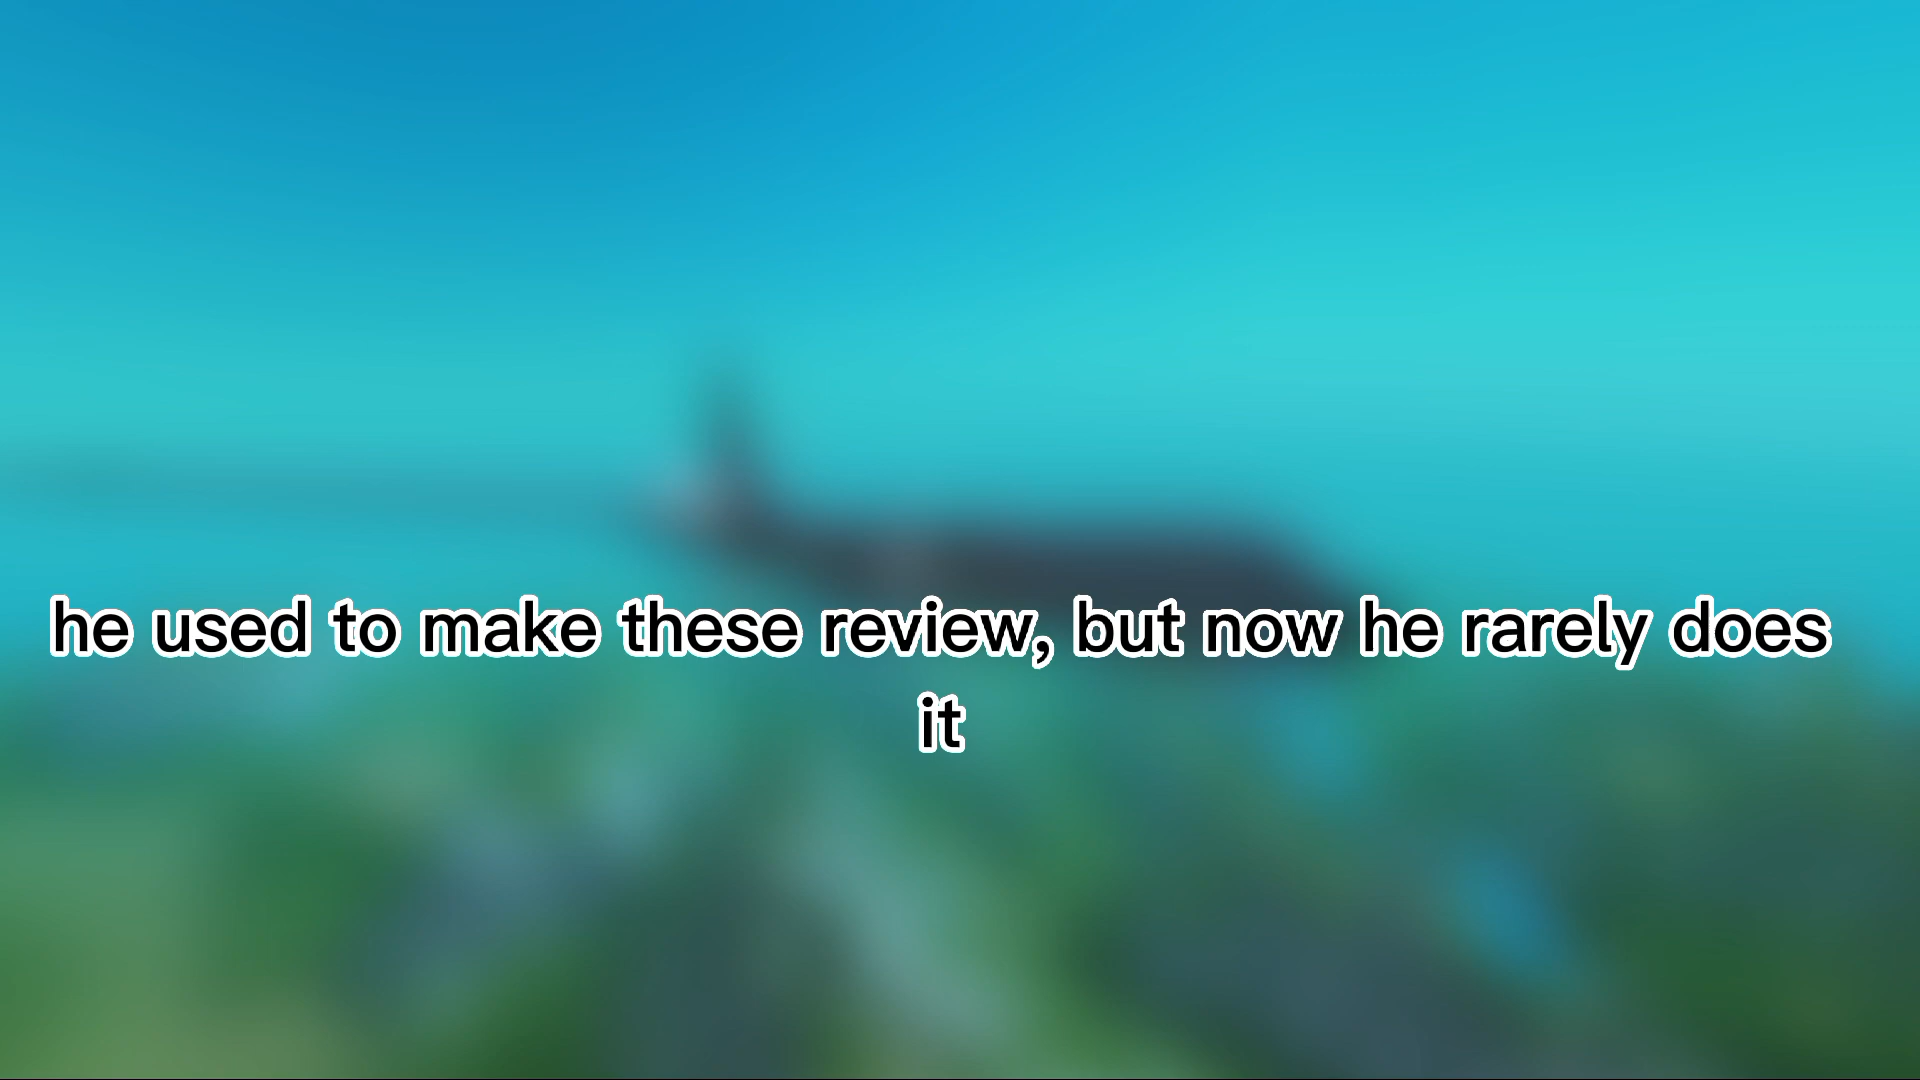 he used to make these review, but now he rarely does
it